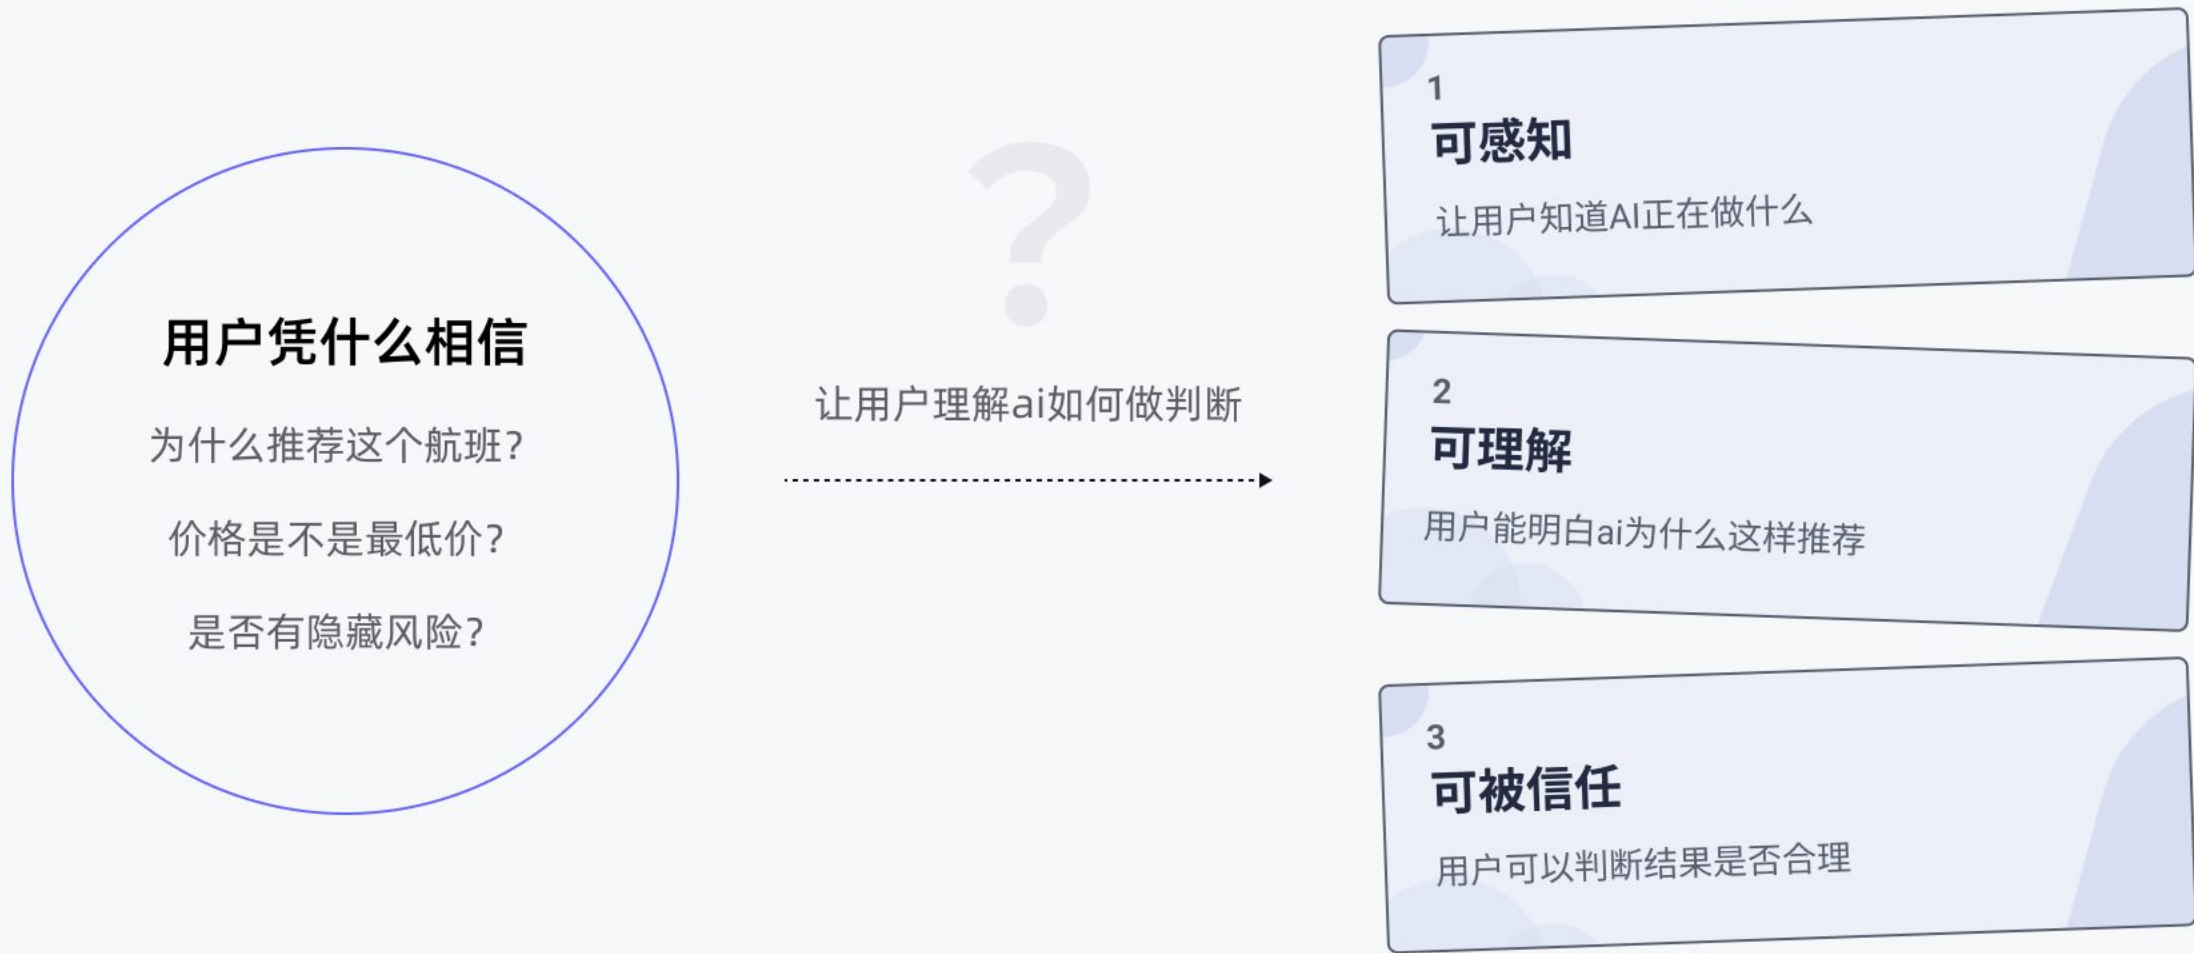 用户凭什么相信
为什么推荐这个航班？
价格是不是最低价？
是否有隐藏风险？
?
让用户理解ai如何做判断
1
可感知
让用户知道AI正在做什么
2
可理解
用户能明白ai为什么这样推荐
3
可被信任
用户可以判断结果是否合理